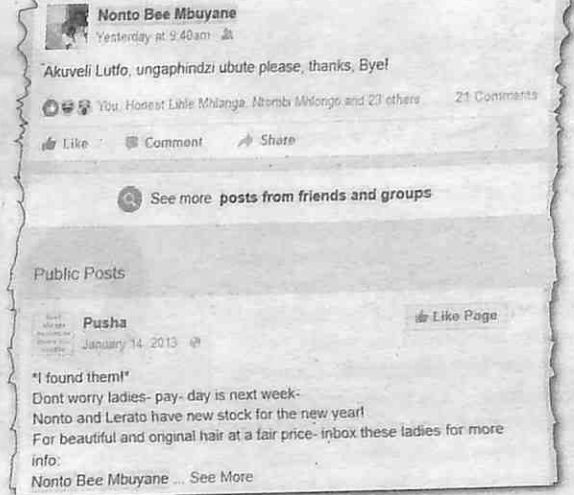 Nonto Bee Mbuyane
Yesterday at 9:40am
Akuveli Lutfo, ungaphindzi ubute please, thanks, Bye!
You, Honest Lihle Mhlanga, Ntombi Mhlongo and 23 others 21 Comments
Like Comment Share
See more posts from friends and groups
Public Posts
Pusha
Like Page
January 14, 2013
*I found them!*
Dont worry ladies- pay- day is next week-
Nonto and Lerato have new stock for the new year!
For beautiful and original hair at a fair price- inbox these ladies for more
info:
Nonto Bee Mbuyane ... See More